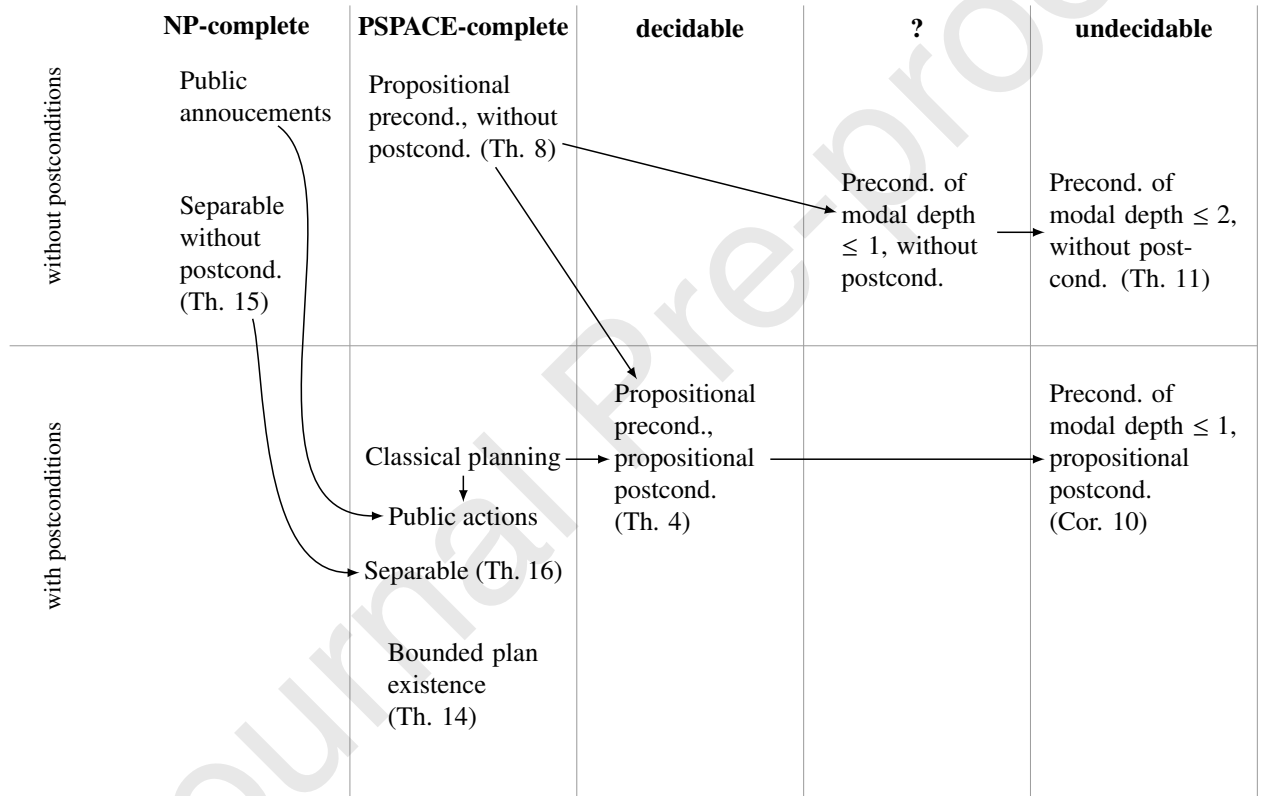 NP-complete
PSPACE-complete
decidable
?
undecidable
without postconditions
Public
annoucements
Separable
without
postcond.
(Th. 15)
Propositional
precond., without
postcond. (Th. 8)
Precond. of
modal depth
≤ 1, without
postcond.
Precond. of
modal depth ≤ 2,
without post-
cond. (Th. 11)
with postconditions
Classical planning
Public actions
Separable (Th. 16)
Bounded plan
existence
(Th. 14)
Propositional
precond.,
propositional
postcond.
(Th. 4)
Precond. of
modal depth ≤ 1,
propositional
postcond.
(Cor. 10)
ournal Pre-pro